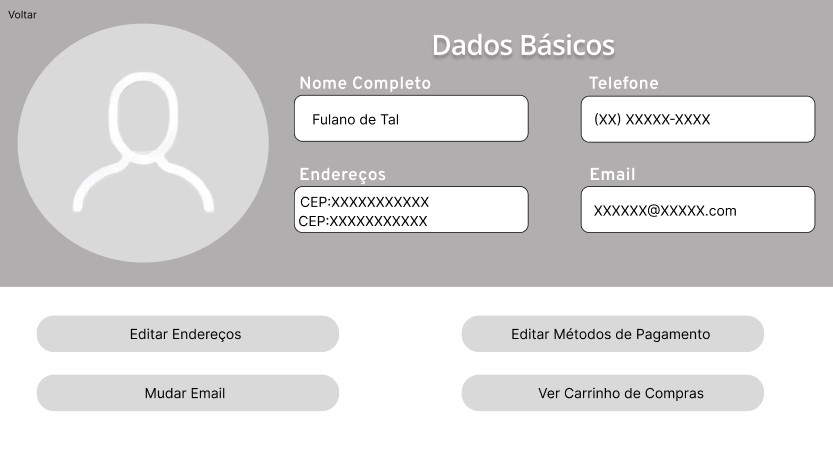 Voltar
Dados Básicos
Nome Completo
Telefone
Fulano de Tal
(XX) XXXXX-XXXX
Endereços
Email
CEP:XXXXXXXXXXX
CEP:XXXXXXXXXXX
XXXXXX@XXXXX.com
Editar Endereços
Editar Métodos de Pagamento
Mudar Email
Ver Carrinho de Compras